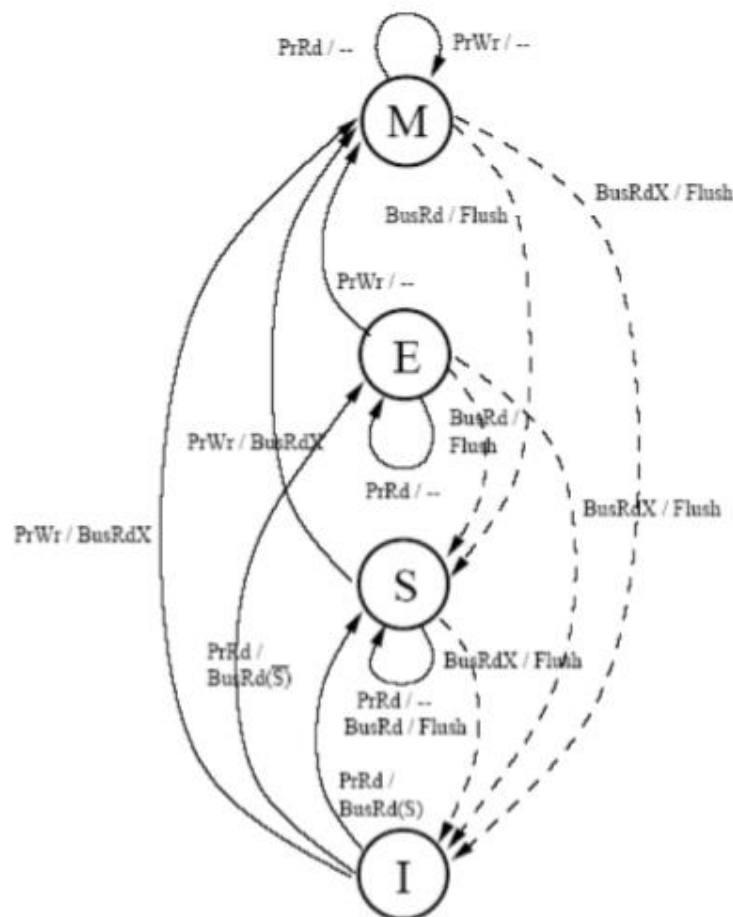 PrRd / --
PrWr / --
M
BusRdX / Flush
BusRd / Flush
PrWr / --
E
BusRd /
Flush
PrWr / BusRdX
PrRd / --
BusRdX / Flush
PrWr / BusRdX
S
PrRd /
BusRd(S̅)
BusRdX / Flush
PrRd / --
BusRd / Flush
PrRd /
BusRd(S)
I